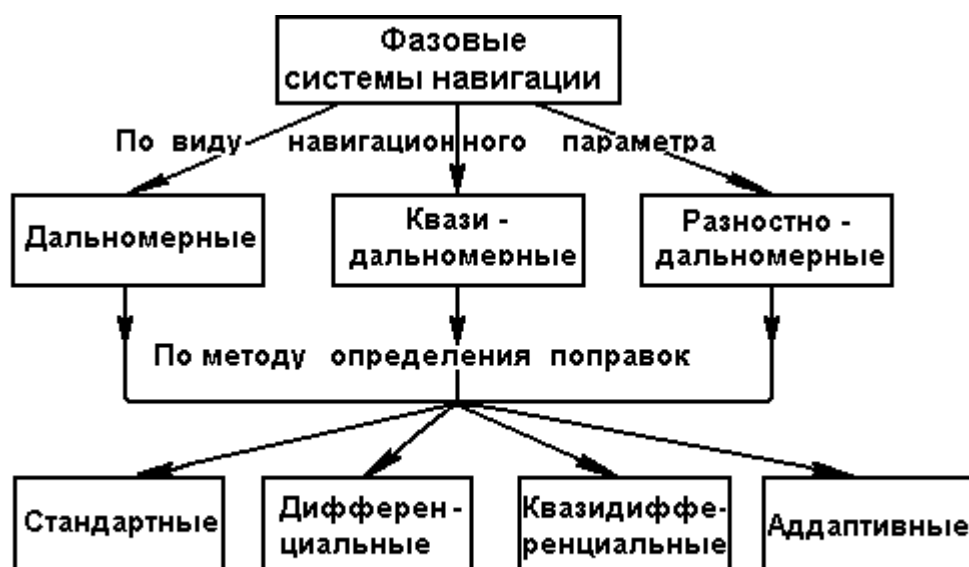 Фазовые
системы навигации
По виду навигационного параметра
Дальномерные
Квази -
дальномерные
Разностно -
дальномерные
По методу определения поправок
Стандартные
Дифферен -
циальные
Квазидиффе-
ренциальные
Аддаптивные